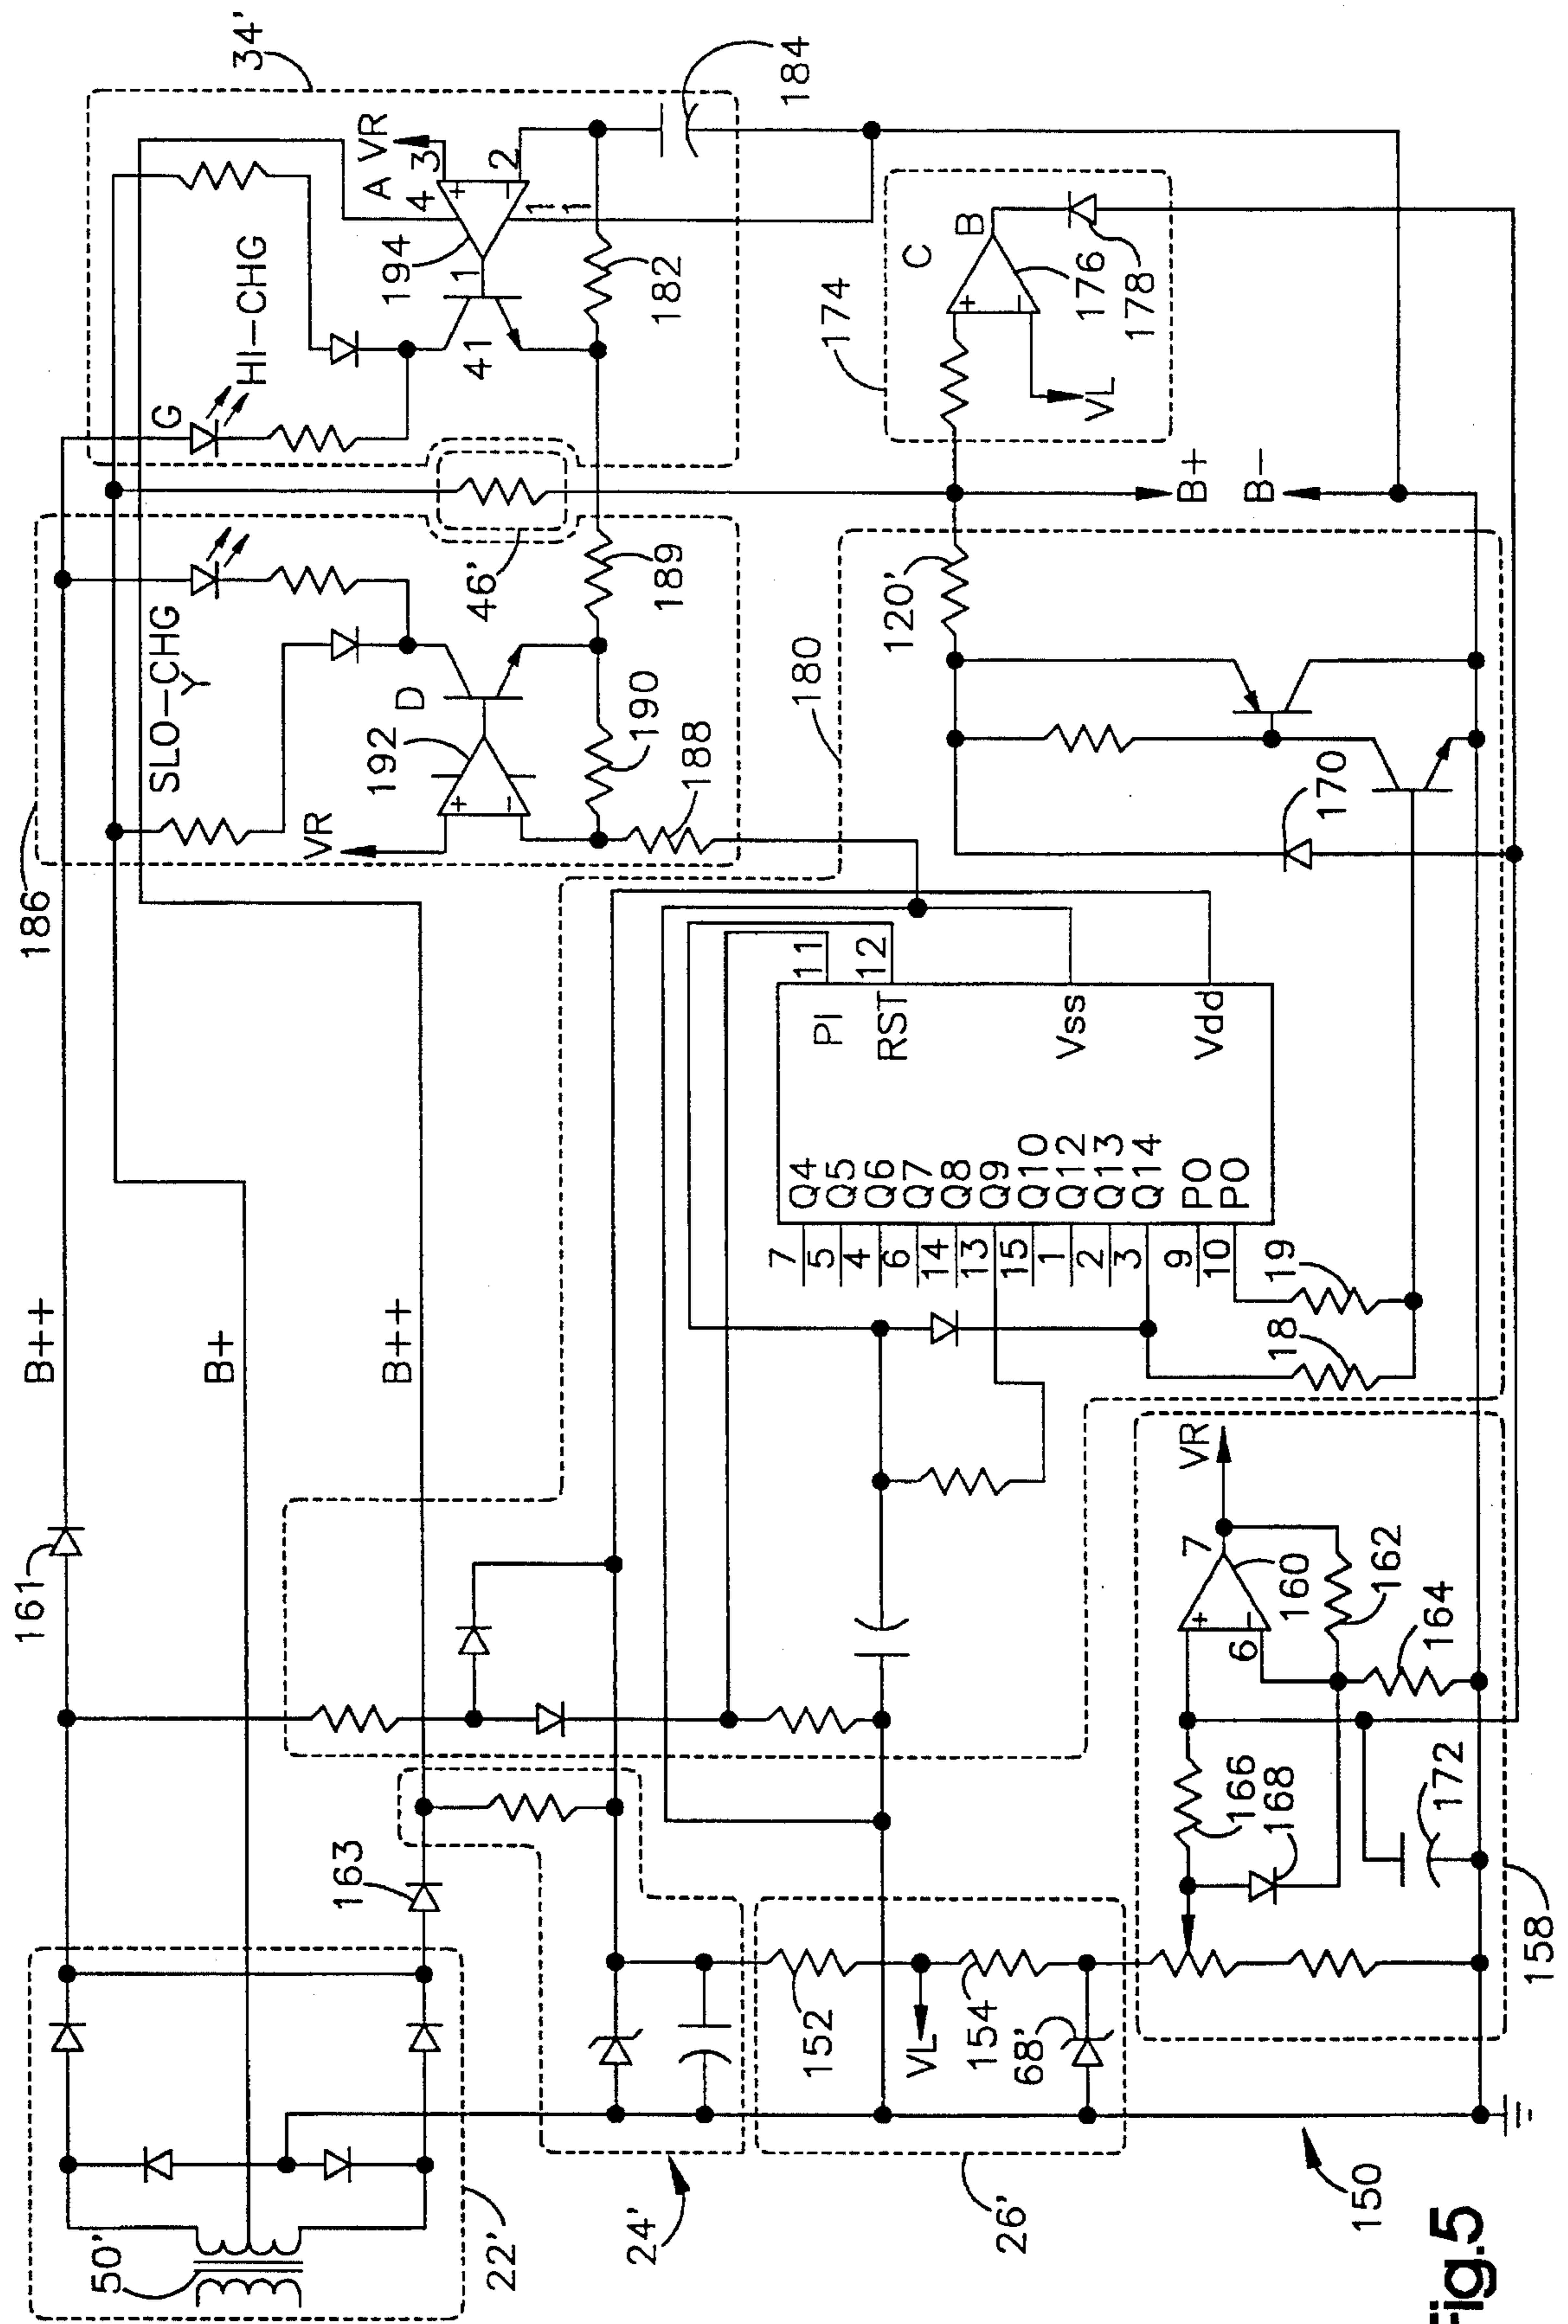 34'
A VR
4 3
+
194
−
2
1
1
1
184
HI-CHG
G
41
182
174
C
B
+
−
176
178
VL
B+
B−
46'
189
120'
186
SLO-CHG
Y
VR
192
+
−
D
190
188
180
170
11
12
PI
RST
Vss
Vdd
Q4
Q5
Q6
Q7
Q8
Q9
Q10
Q12
Q13
Q14
PO
PO
7
5
4
6
14
13
15
1
2
3
9
10
19
18
B++
B+
B++
161
163
VR
7
+
−
6
160
162
164
166
168
172
158
152
VL
154
68'
26'
24'
22'
50'
150
Fig.5